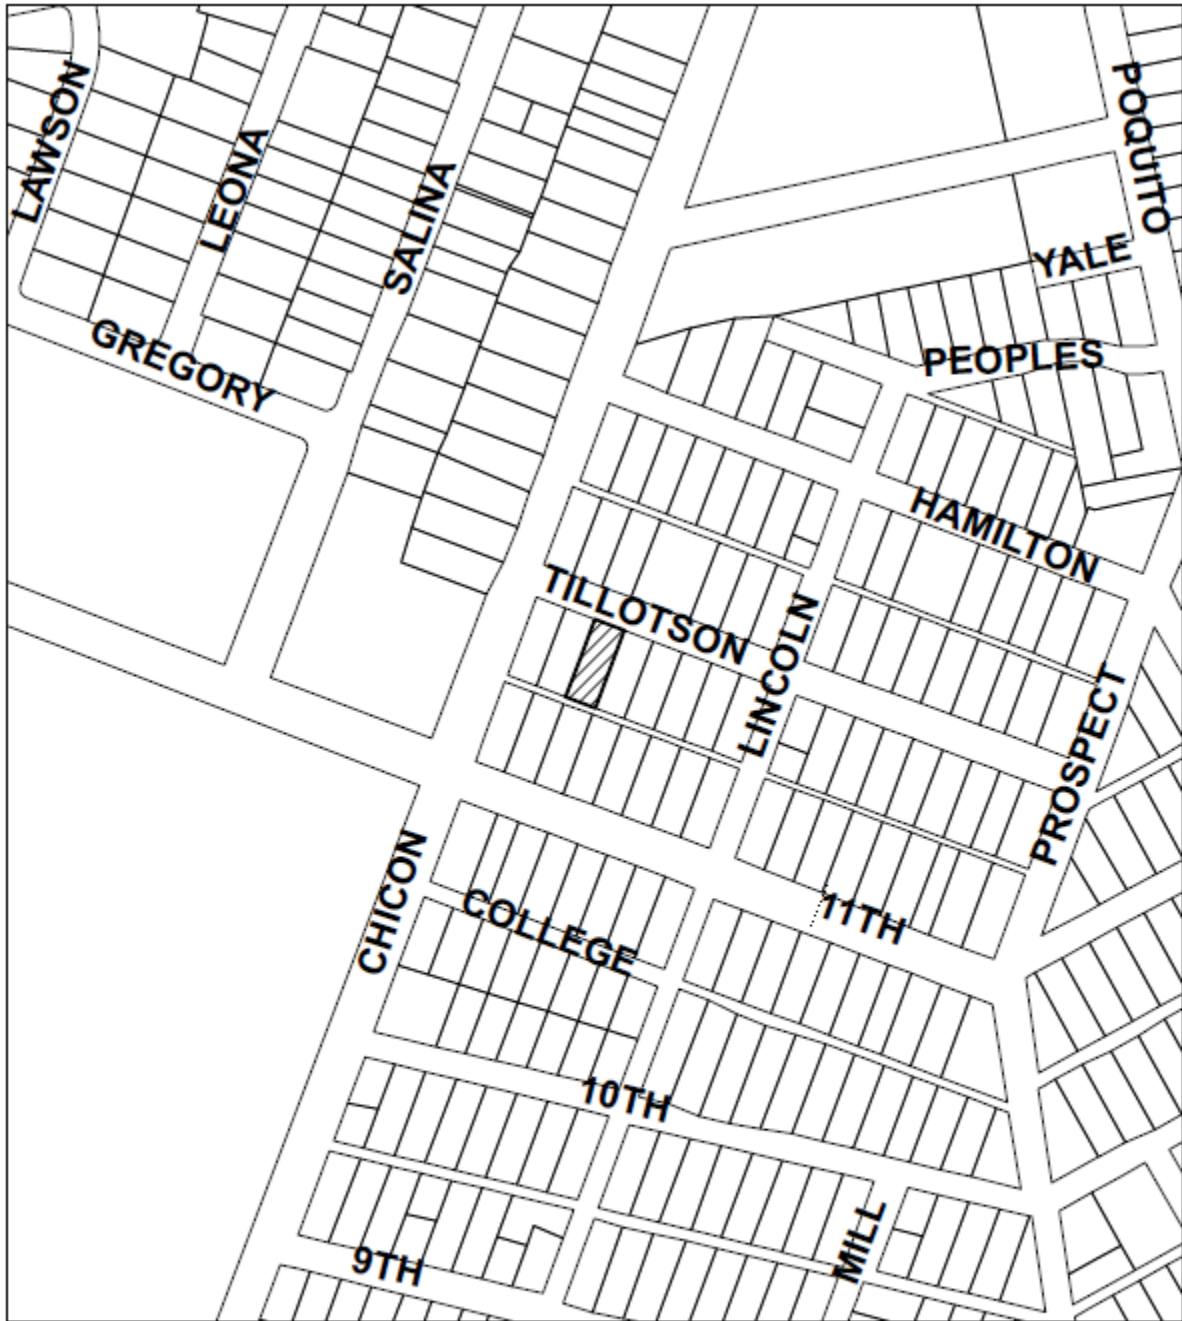 POQUITO
LAWSON
LEONA
SALINA
YALE
GREGORY
PEOPLES
HAMILTON
TILLOTSON
LINCOLN
PROSPECT
CHICON
COLLEGE
11TH
10TH
MILL
9TH